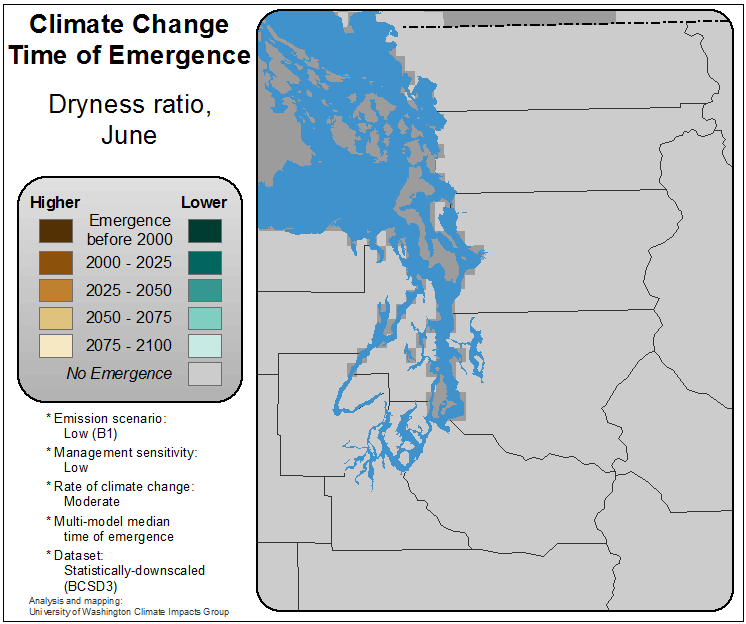 Climate Change
Time of Emergence
Dryness ratio,
June
Higher
Lower
Emergence
before 2000
2000 - 2025
2025 - 2050
2050 - 2075
2075 - 2100
No Emergence
* Emission scenario:
Low (B1)
* Management sensitivity:
Low
* Rate of climate change:
Moderate
* Multi-model median
time of emergence
* Dataset:
Statistically-downscaled
(BCSD3)
Analysis and mapping:
University of Washington Climate Impacts Group